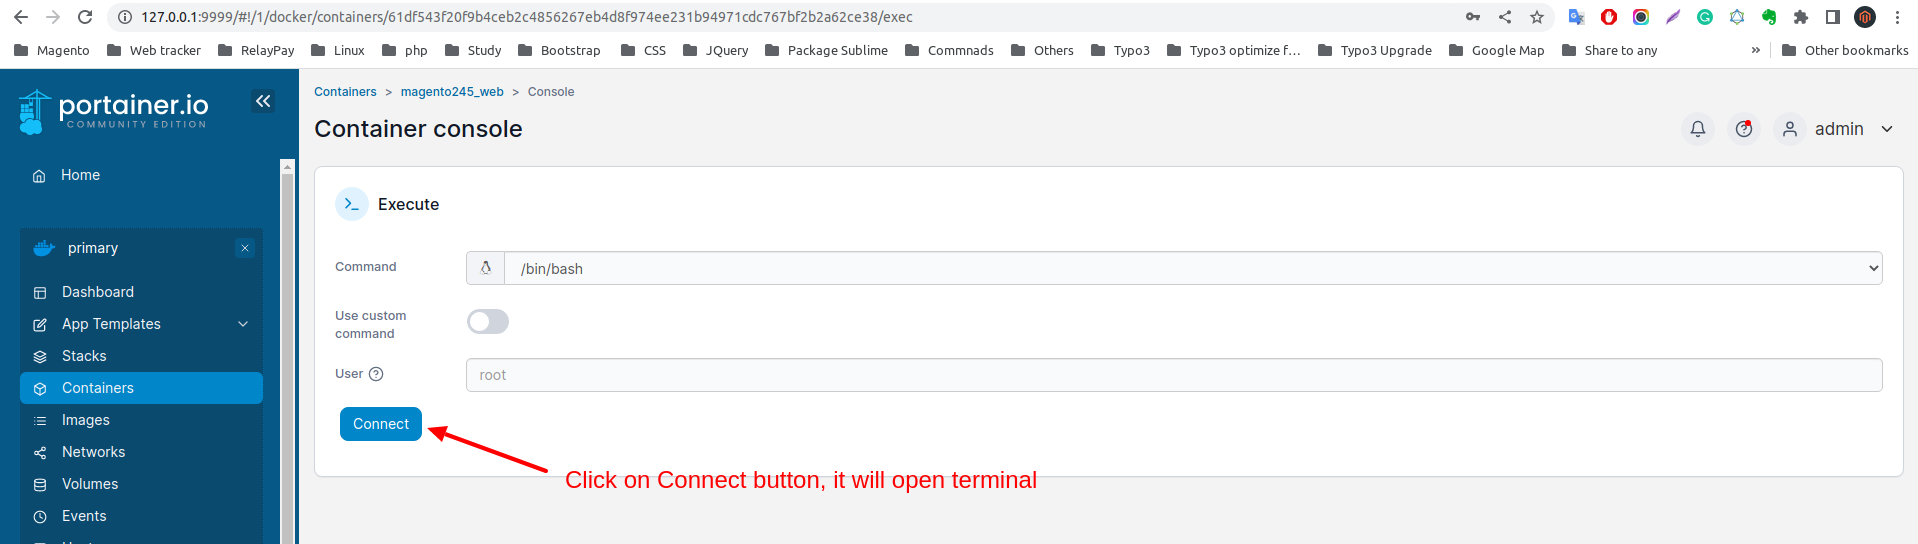 127.0.0.1:9999/#!/1/docker/containers/61df543f20f9b4ceb2c4856267eb4d8f974ee231b94971cdc767bf2b2a62ce38/exec
Magento Web tracker RelayPay Linux php Study Bootstrap CSS JQuery Package Sublime Commnads Others Typo3 Typo3 optimize f... Typo3 Upgrade Google Map Share to any » Other bookmarks
portainer.io
COMMUNITY EDITION
Home
primary
Dashboard
App Templates
Stacks
Containers
Images
Networks
Volumes
Events
Containers > magento245_web > Console
Container console
admin
Execute
Command
/bin/bash
Use custom
command
User
root
Connect
Click on Connect button, it will open terminal